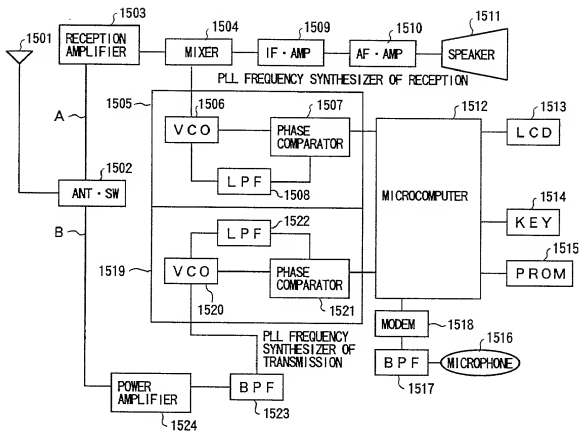 1501
1503
RECEPTION
AMPLIFIER
1504
MIXER
1509
IF・AMP
1510
AF・AMP
1511
SPEAKER
PLL FREQUENCY SYNTHESIZER OF RECEPTION
A
1505
1506
VCO
1507
PHASE
COMPARATOR
LPF
1508
1512
MICROCOMPUTER
1513
LCD
1514
KEY
1515
PROM
1502
ANT・SW
B
1519
1522
LPF
VCO
1520
PHASE
COMPARATOR
1521
PLL FREQUENCY
SYNTHESIZER OF
TRANSMISSION
MODEM
1518
BPF
1517
1516
MICROPHONE
POWER
AMPLIFIER
1524
BPF
1523